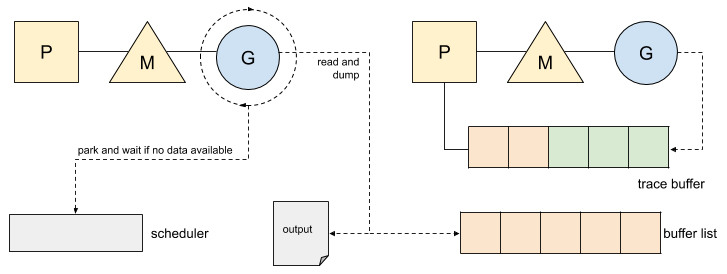 P
M
G
read and
dump
park and wait if no data available
scheduler
output
P
M
G
trace buffer
buffer list